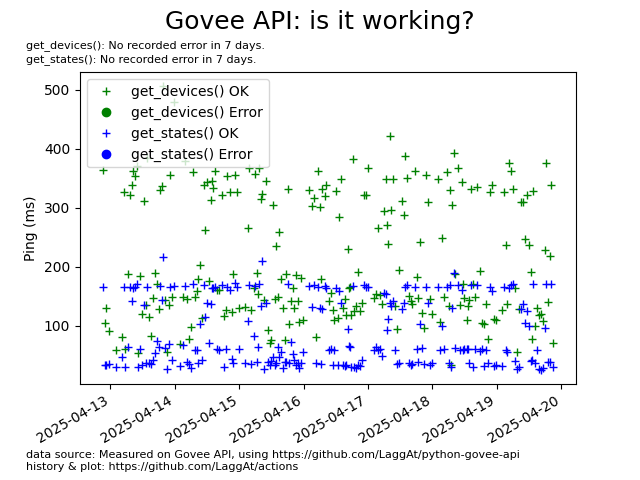 Govee API: is it working?
get_devices(): No recorded error in 7 days.
get_states(): No recorded error in 7 days.
get_devices() OK
get_devices() Error
get_states() OK
get_states() Error
Ping (ms)
500
400
300
200
100
2025-04-13
2025-04-14
2025-04-15
2025-04-16
2025-04-17
2025-04-18
2025-04-19
2025-04-20
data source: Measured on Govee API, using https://github.com/LaggAt/python-govee-api
history & plot: https://github.com/LaggAt/actions